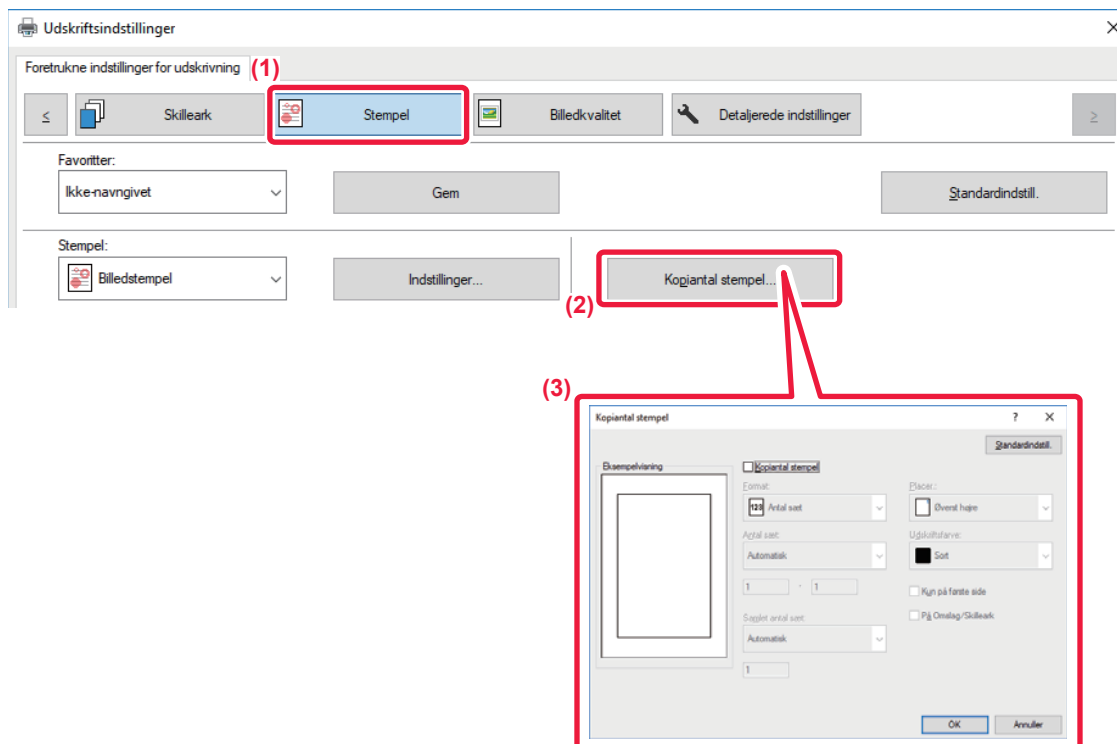 Udskriftsindstillinger
Foretrukne indstillinger for udskrivning
(1)
< Skilleark Stempel Billedkvalitet Detaljerede indstillinger >
Favoritter:
Ikke-navngivet Gem Standardindstill.
Stempel:
Billedstempel Indstillinger... Kopiantal stempel...
(2)
(3)
Kopiantal stempel ?
Standardindstill.
Eksempelvisning Kopiantal stempel
Format: Placer.:
123 Antal sæt Øverst højre
Antal sæt: Udskriftsfarve:
Automatisk Sort
1 - 1 Kun på første side
Samlet antal sæt: På Omslag/Skilleark
Automatisk
1
OK Annuller